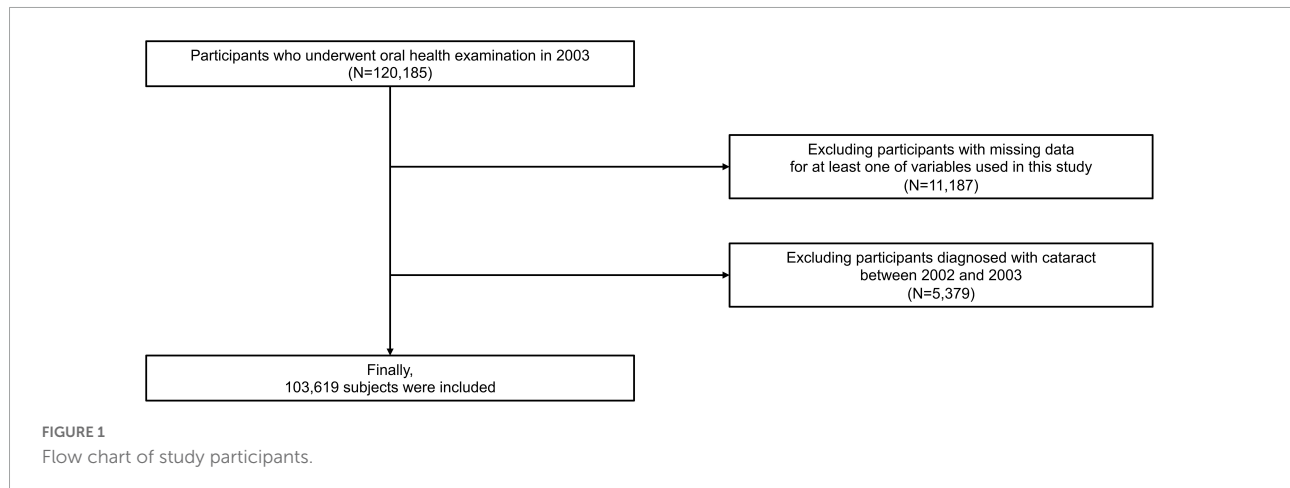 Participants who underwent oral health examination in 2003
(N=120,185)
Excluding participants with missing data
for at least one of variables used in this study
(N=11,187)
Excluding participants diagnosed with cataract
between 2002 and 2003
(N=5,379)
Finally,
103,619 subjects were included
FIGURE 1
Flow chart of study participants.